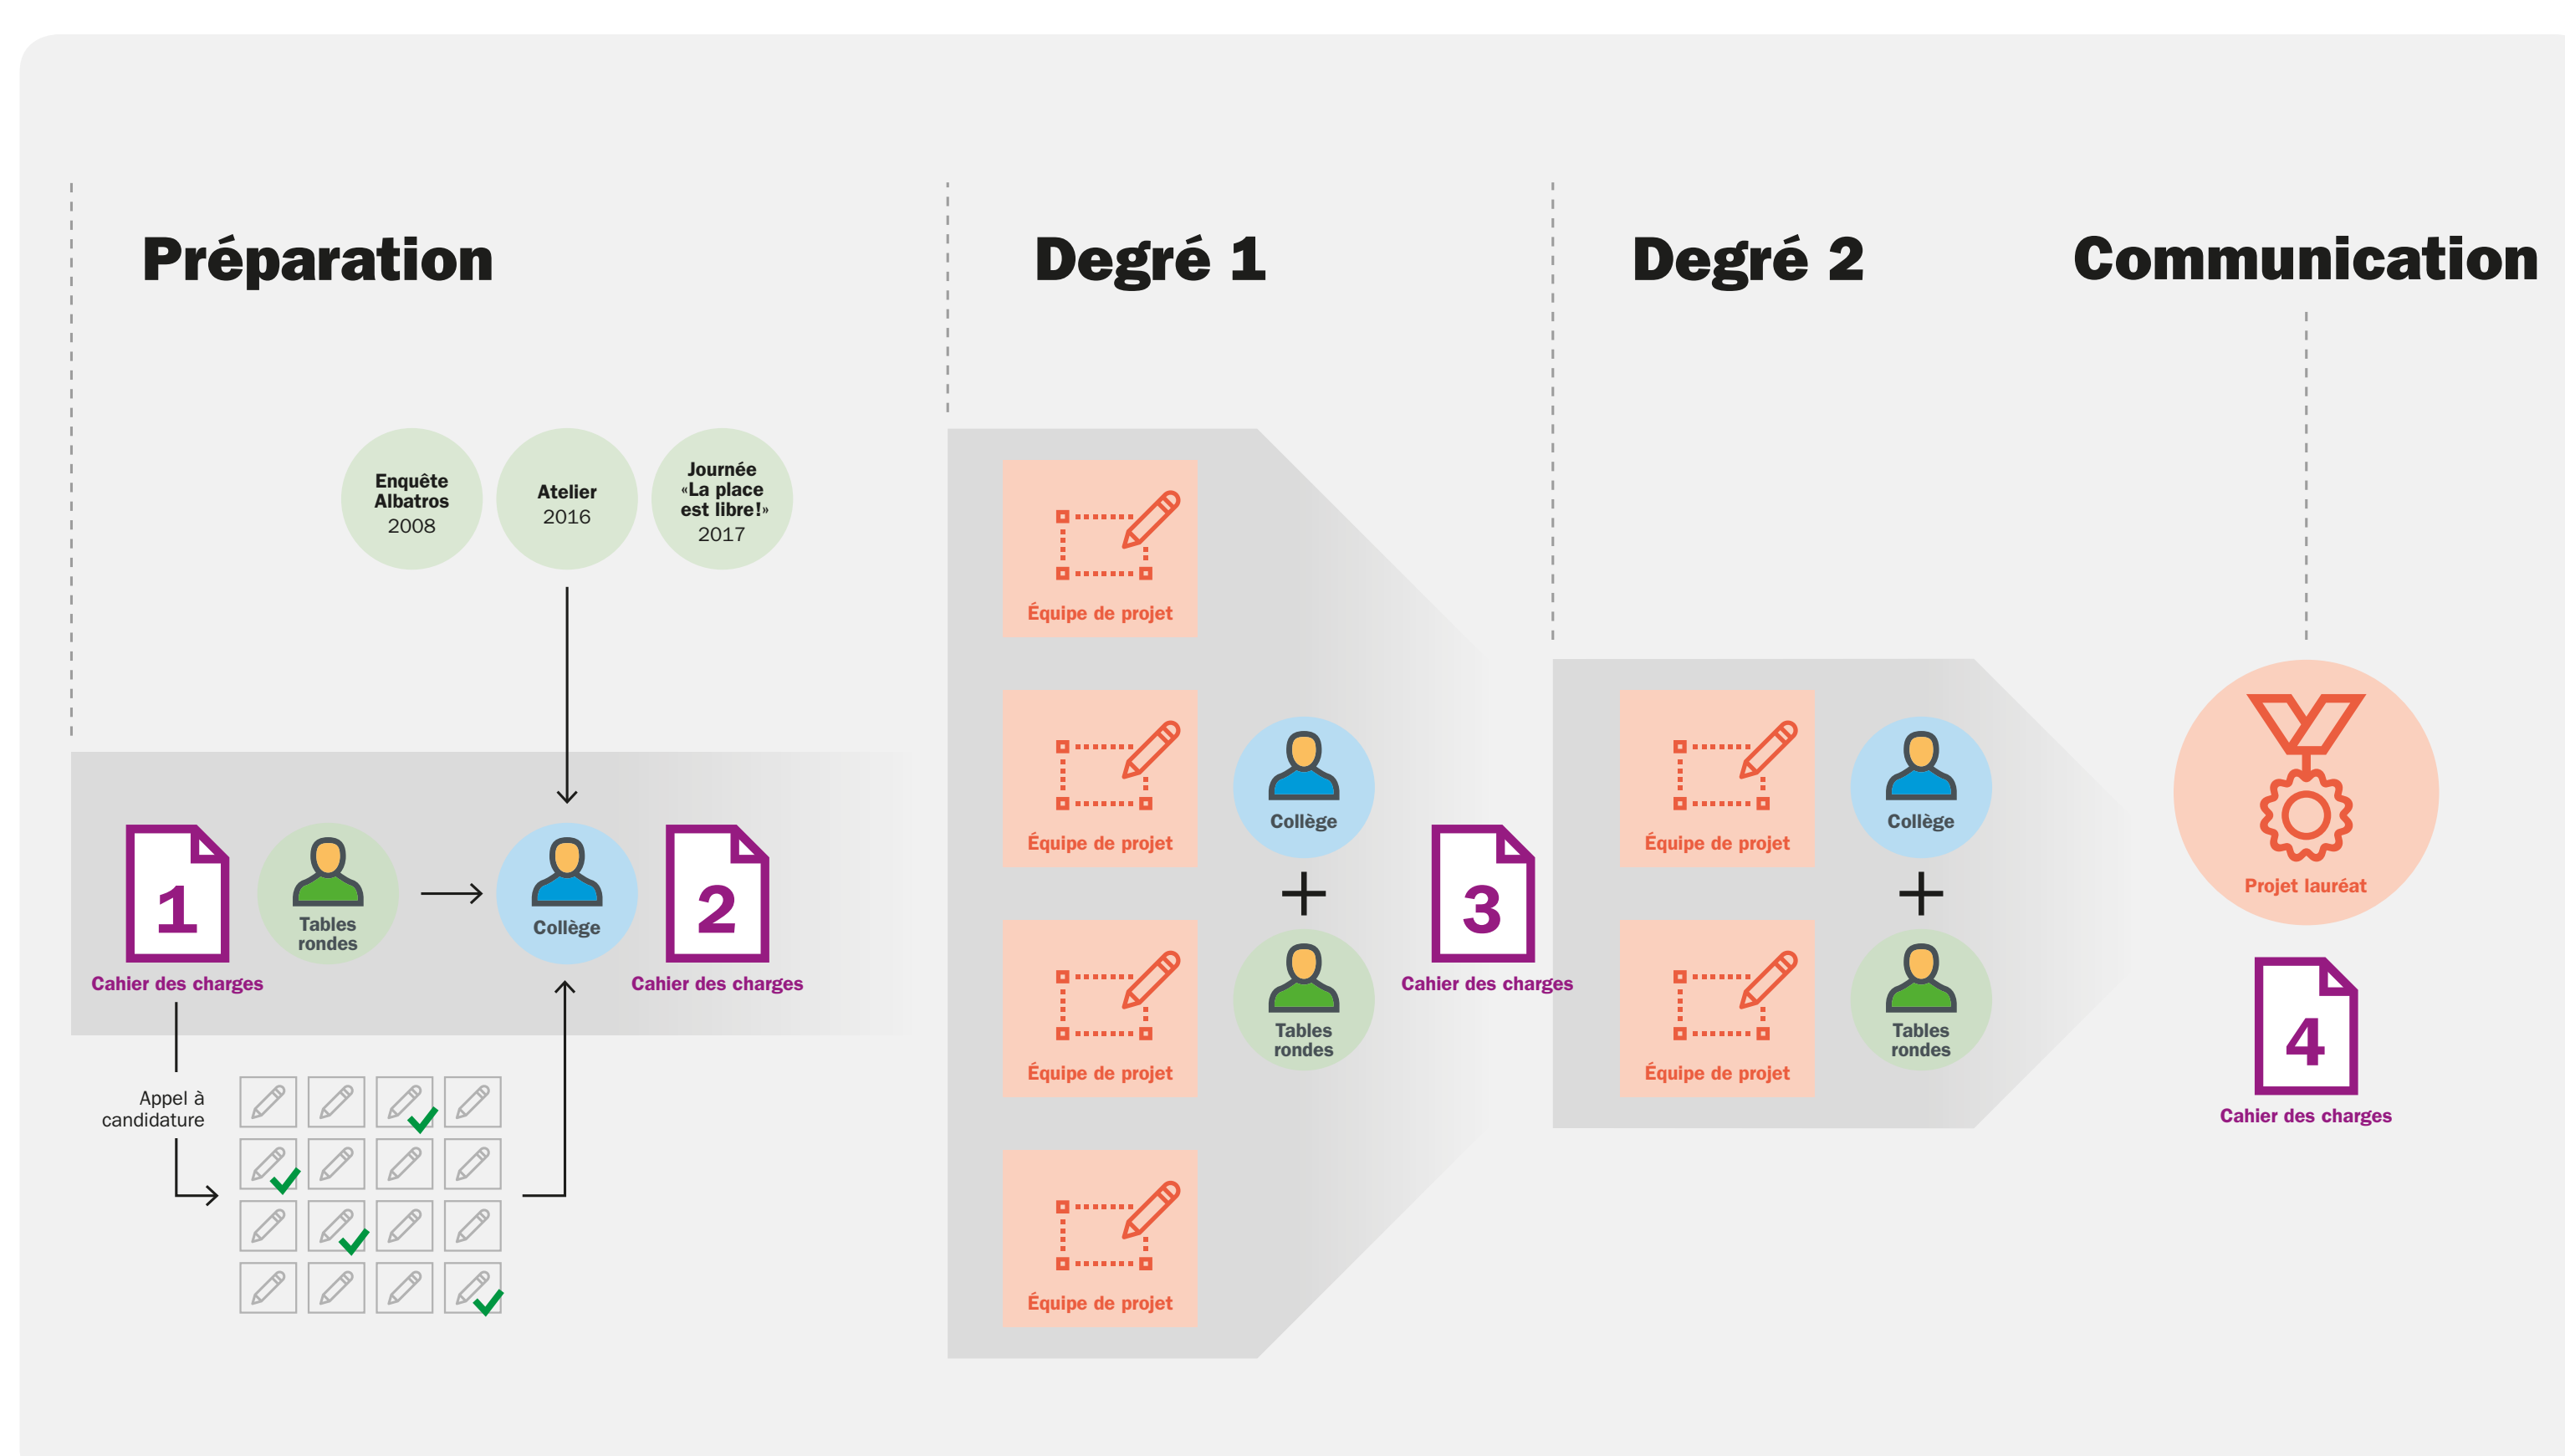 Préparation
Degré 1
Degré 2
Communication
Enquête
Albatros
2008
Atelier
2016
Journée
«La place
est libre!»
2017
1
Cahier des charges
Tables
rondes
Collège
2
Cahier des charges
Appel à
candidature
Équipe de projet
Équipe de projet
Équipe de projet
Équipe de projet
Collège
+
Tables
rondes
3
Cahier des charges
Équipe de projet
Équipe de projet
Collège
+
Tables
rondes
Projet lauréat
4
Cahier des charges